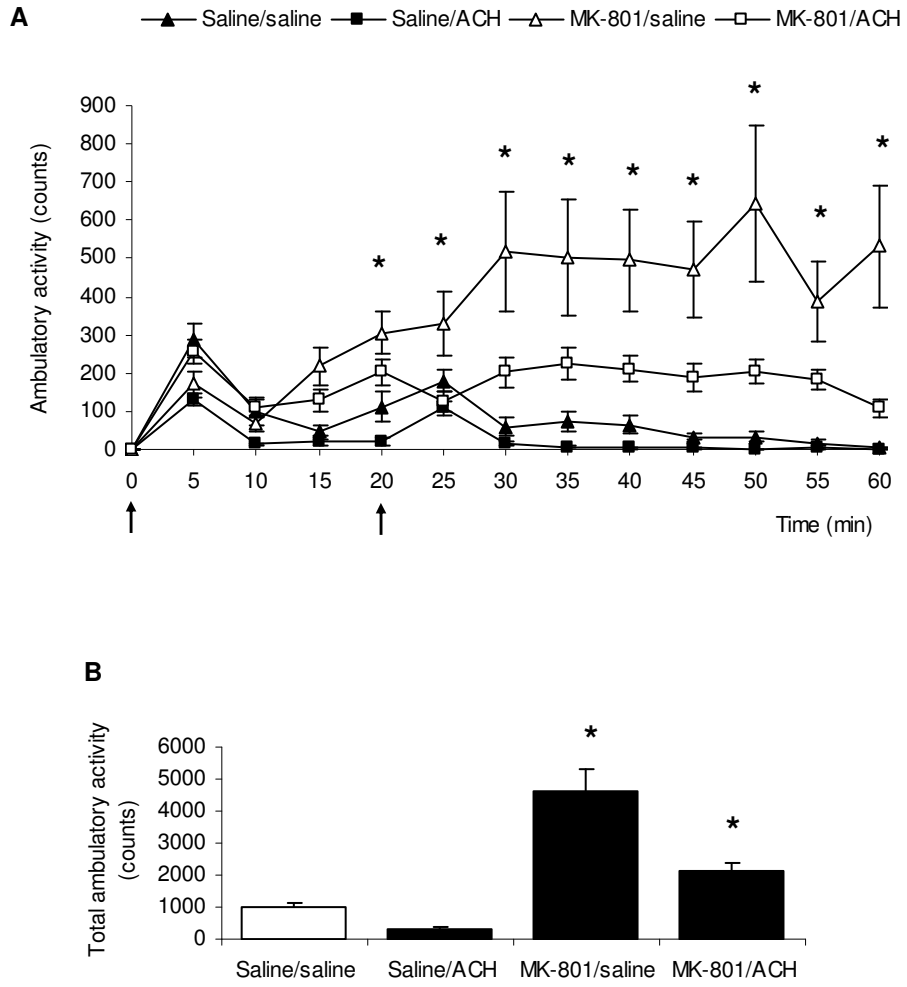 A
Saline/saline Saline/ACH MK-801/saline MK-801/ACH
Ambulatory activity (counts)
900
800
700
600
500
400
300
200
100
0
* * * * * * * * *
0 5 10 15 20 25 30 35 40 45 50 55 60
Time (min)
B
Total ambulatory activity
(counts)
6000
5000
4000
3000
2000
1000
0
*
*
Saline/saline Saline/ACH MK-801/saline MK-801/ACH